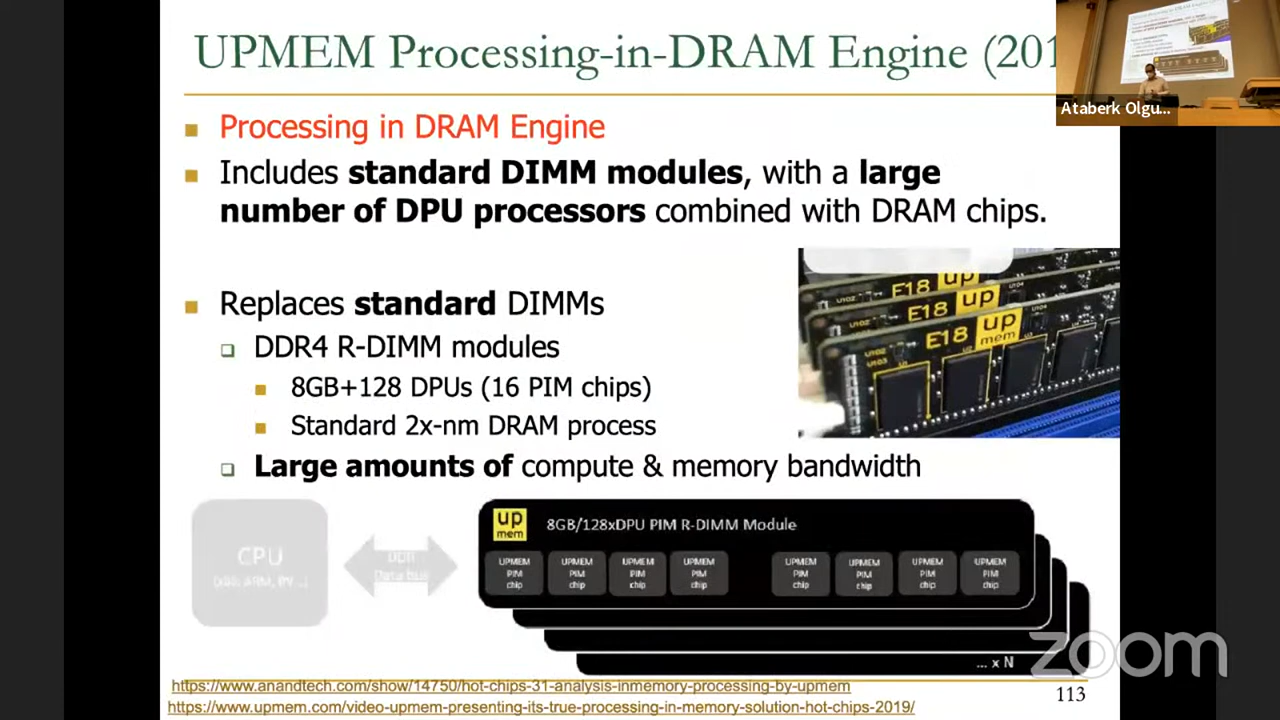 UPMEM Processing-in-DRAM Engine (201
Ataberk Olgu...
Processing in DRAM Engine
Includes standard DIMM modules, with a large
number of DPU processors combined with DRAM chips.
Replaces standard DIMMs
DDR4 R-DIMM modules
8GB+128 DPUs (16 PIM chips)
Standard 2x-nm DRAM process
Large amounts of compute & memory bandwidth
E18 up
E18 up
E18 up mem
CPU
DDR
Data bus
up
mem
8GB/128xDPU PIM R-DIMM Module
UPMEM UPMEM UPMEM UPMEM UPMEM UPMEM UPMEM UPMEM
PIM PIM PIM PIM PIM PIM PIM PIM
chip chip chip chip chip chip chip chip
... x N
zoom
https://www.anandtech.com/show/14750/hot-chips-31-analysis-inmemory-processing-by-upmem
https://www.upmem.com/video-upmem-presenting-its-true-processing-in-memory-solution-hot-chips-2019/
113